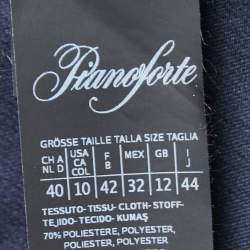 Pianoforte
GRÖSSE TAILLE TALLA SIZE TAGLIA
CH A NL D USA CA COL F B MEX GB I J
40 10 42 32 12 44
TESSUTO-TISSU-CLOTH-STOFF-
TEJIDO-TECIDO-KUMAŞ
70% POLIESTERE, POLYESTER,
POLIESTER, POLYESTER,